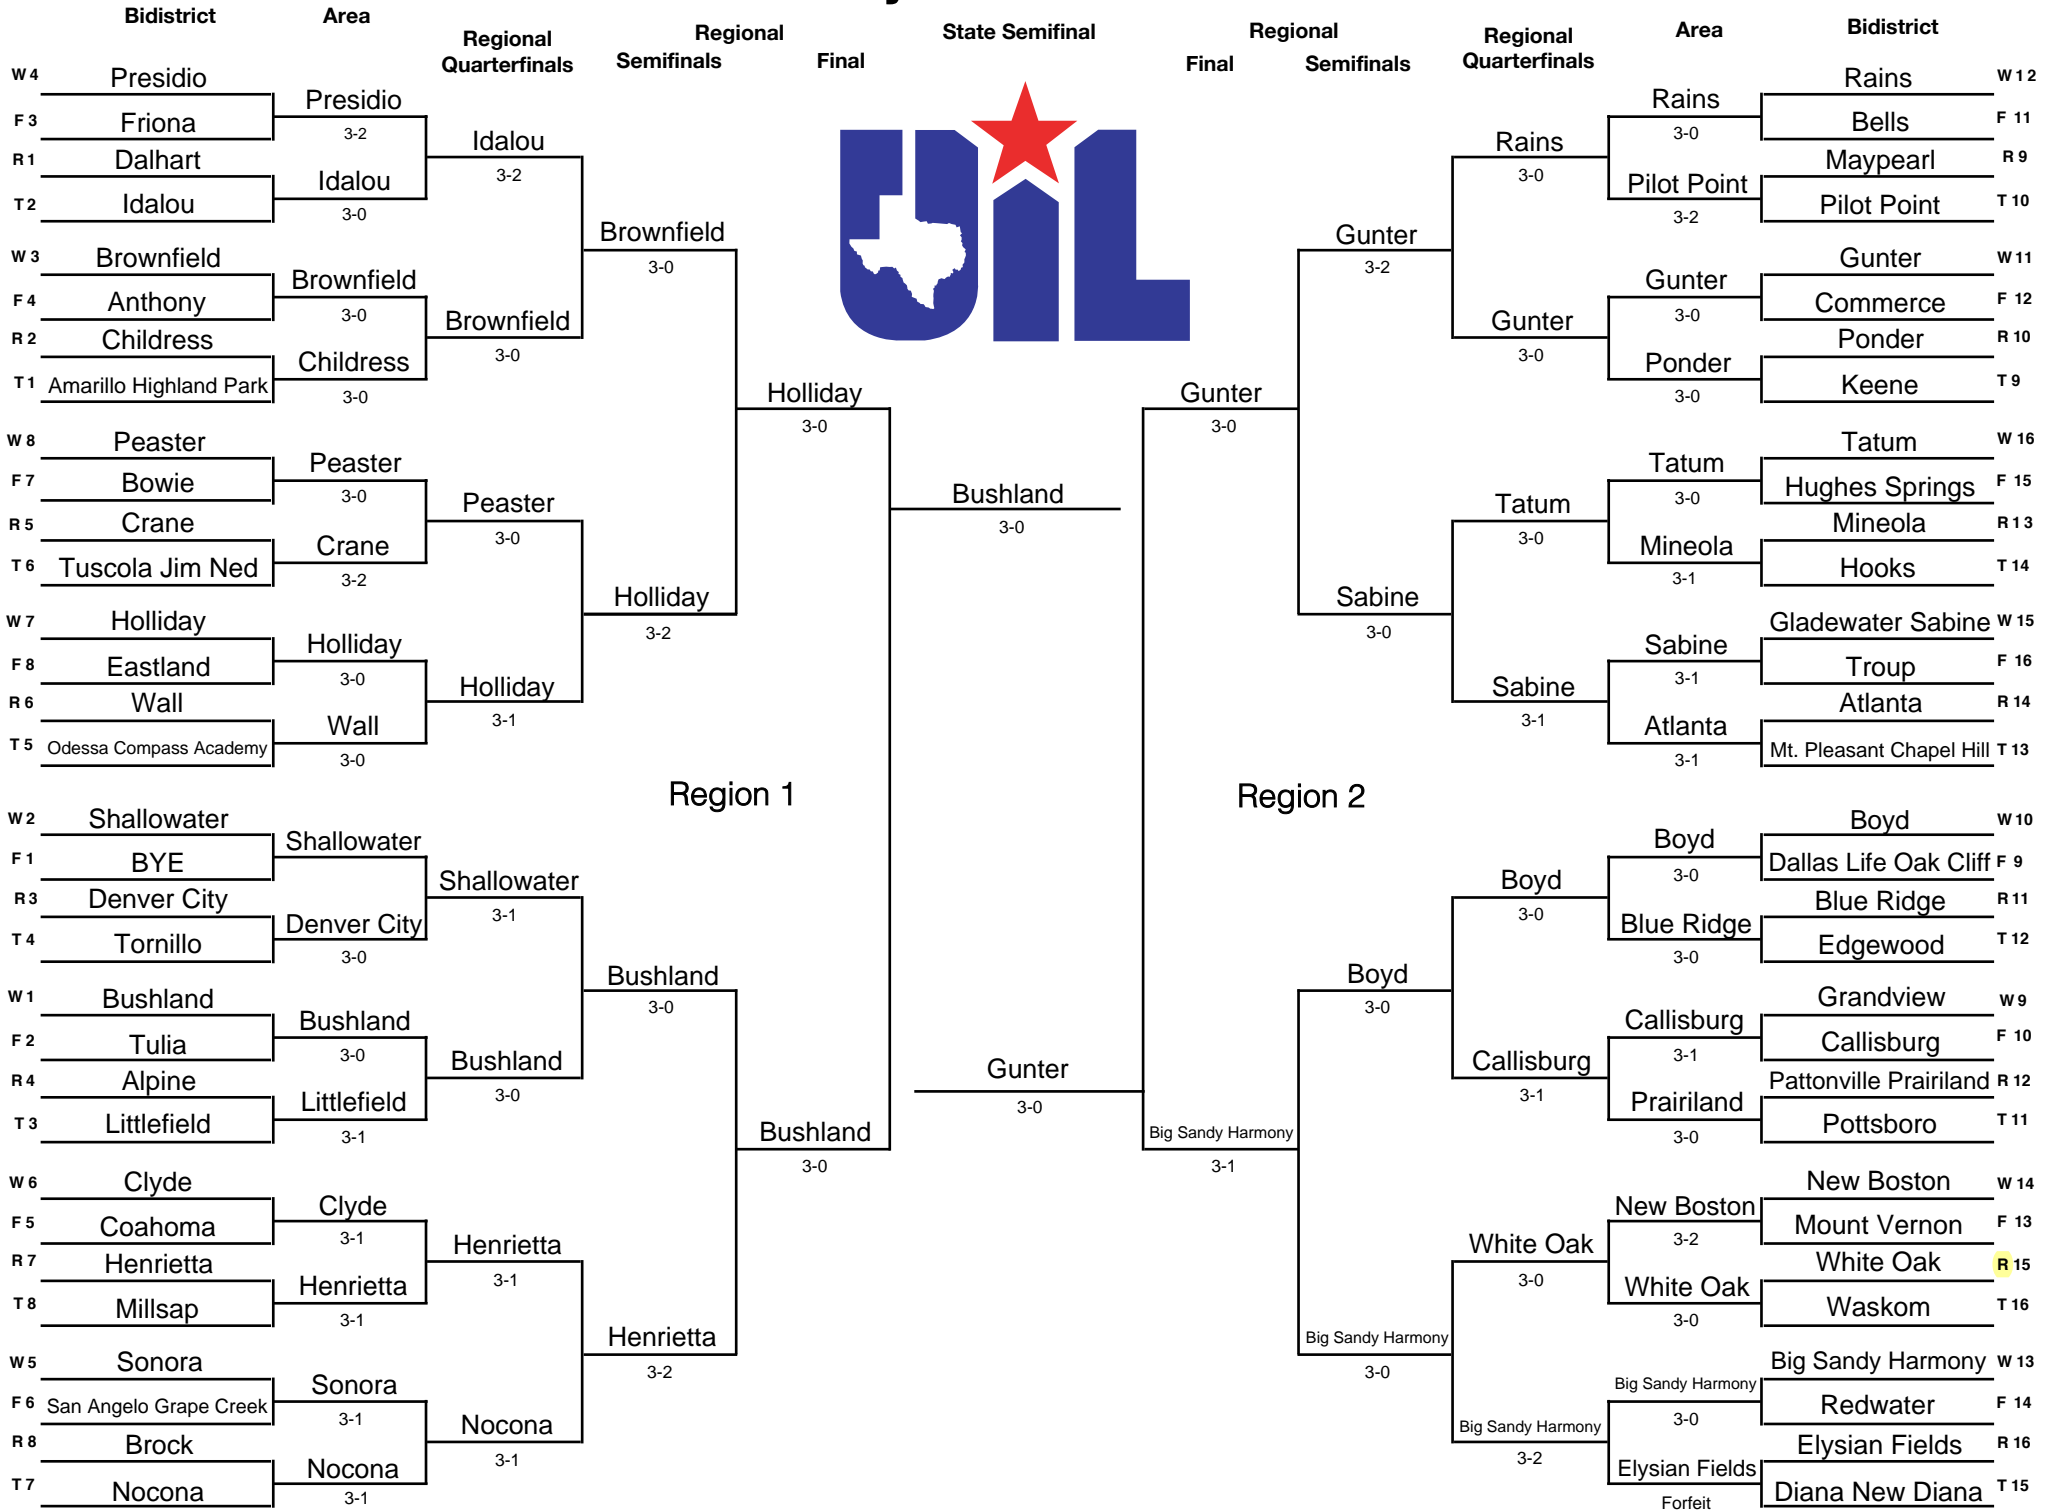 Bidistrict
Area
Regional
Quarterfinals
Regional
Semifinals
Final
State Semifinal
Regional
Final
Semifinals
Regional
Quarterfinals
Area
Bidistrict
W 4 Presidio
F 3 Friona
R 1 Dalhart
T 2 Idalou
W 3 Brownfield
F 4 Anthony
R 2 Childress
T 1 Amarillo Highland Park
W 8 Peaster
F 7 Bowie
R 5 Crane
T 6 Tuscola Jim Ned
W 7 Holliday
F 8 Eastland
R 6 Wall
T 5 Odessa Compass Academy
W 2 Shallowater
F 1 BYE
R 3 Denver City
T 4 Tornillo
W 1 Bushland
F 2 Tulia
R 4 Alpine
T 3 Littlefield
W 6 Clyde
F 5 Coahoma
R 7 Henrietta
T 8 Millsap
W 5 Sonora
F 6 San Angelo Grape Creek
R 8 Brock
T 7 Nocona
Presidio
3-2
Idalou
3-0
Brownfield
3-0
Childress
3-0
Peaster
3-0
Crane
3-2
Holliday
3-0
Wall
3-0
Shallowater
Denver City
3-0
Bushland
3-0
Littlefield
3-1
Clyde
3-1
Henrietta
3-1
Sonora
3-1
Nocona
3-1
Idalou
3-2
Brownfield
3-0
Peaster
3-0
Holliday
3-1
Shallowater
3-1
Bushland
3-0
Henrietta
3-1
Nocona
3-1
Brownfield
3-0
Holliday
3-2
Region 1
Bushland
3-0
Henrietta
3-2
Holliday
3-0
Bushland
3-0
UIL
Bushland
3-0
Gunter
3-0
Gunter
3-0
Big Sandy Harmony
3-1
Gunter
3-2
Sabine
3-0
Region 2
Boyd
3-0
Big Sandy Harmony
3-0
Rains
3-0
Gunter
3-0
Tatum
3-0
Sabine
3-1
Boyd
3-0
Callisburg
3-1
White Oak
3-0
Big Sandy Harmony
3-2
Rains
3-0
Pilot Point
3-2
Gunter
3-0
Ponder
3-0
Tatum
3-0
Mineola
3-1
Sabine
3-1
Atlanta
3-1
Boyd
3-0
Blue Ridge
3-0
Callisburg
3-1
Prairiland
3-0
New Boston
3-2
White Oak
3-0
Big Sandy Harmony
3-0
Elysian Fields
Forfeit
Rains W 12
Bells F 11
Maypearl R 9
Pilot Point T 10
Gunter W 11
Commerce F 12
Ponder R 10
Keene T 9
Tatum W 16
Hughes Springs F 15
Mineola R 13
Hooks T 14
Gladewater Sabine W 15
Troup F 16
Atlanta R 14
Mt. Pleasant Chapel Hill T 13
Boyd W 10
Dallas Life Oak Cliff F 9
Blue Ridge R 11
Edgewood T 12
Grandview W 9
Callisburg F 10
Pattonville Prairiland R 12
Pottsboro T 11
New Boston W 14
Mount Vernon F 13
White Oak R 15
Waskom T 16
Big Sandy Harmony W 13
Redwater F 14
Elysian Fields R 16
Diana New Diana T 15